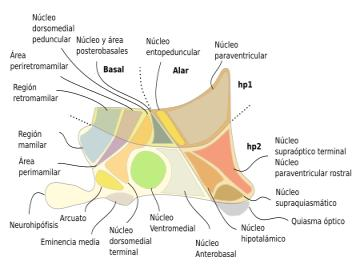 Núcleo
dorsomedial
peduncular
Núcleo y área
posterobasales
Núcleo
entopeduncular
Núcleo
paraventricular
Área
periretromamilar
Basal
Alar
hp1
Región
retromamilar
Región
mamilar
hp2
Núcleo
supraóptico terminal
Núcleo
paraventricular rostral
Área
perimamilar
Núcleo
supraquiasmático
Neurohipófisis
Arcuato
Eminencia media
Núcleo
dorsomedial
terminal
Núcleo
Ventromedial
Núcleo
Anterobasal
Núcleo
hipotalámico
Quiasma óptico